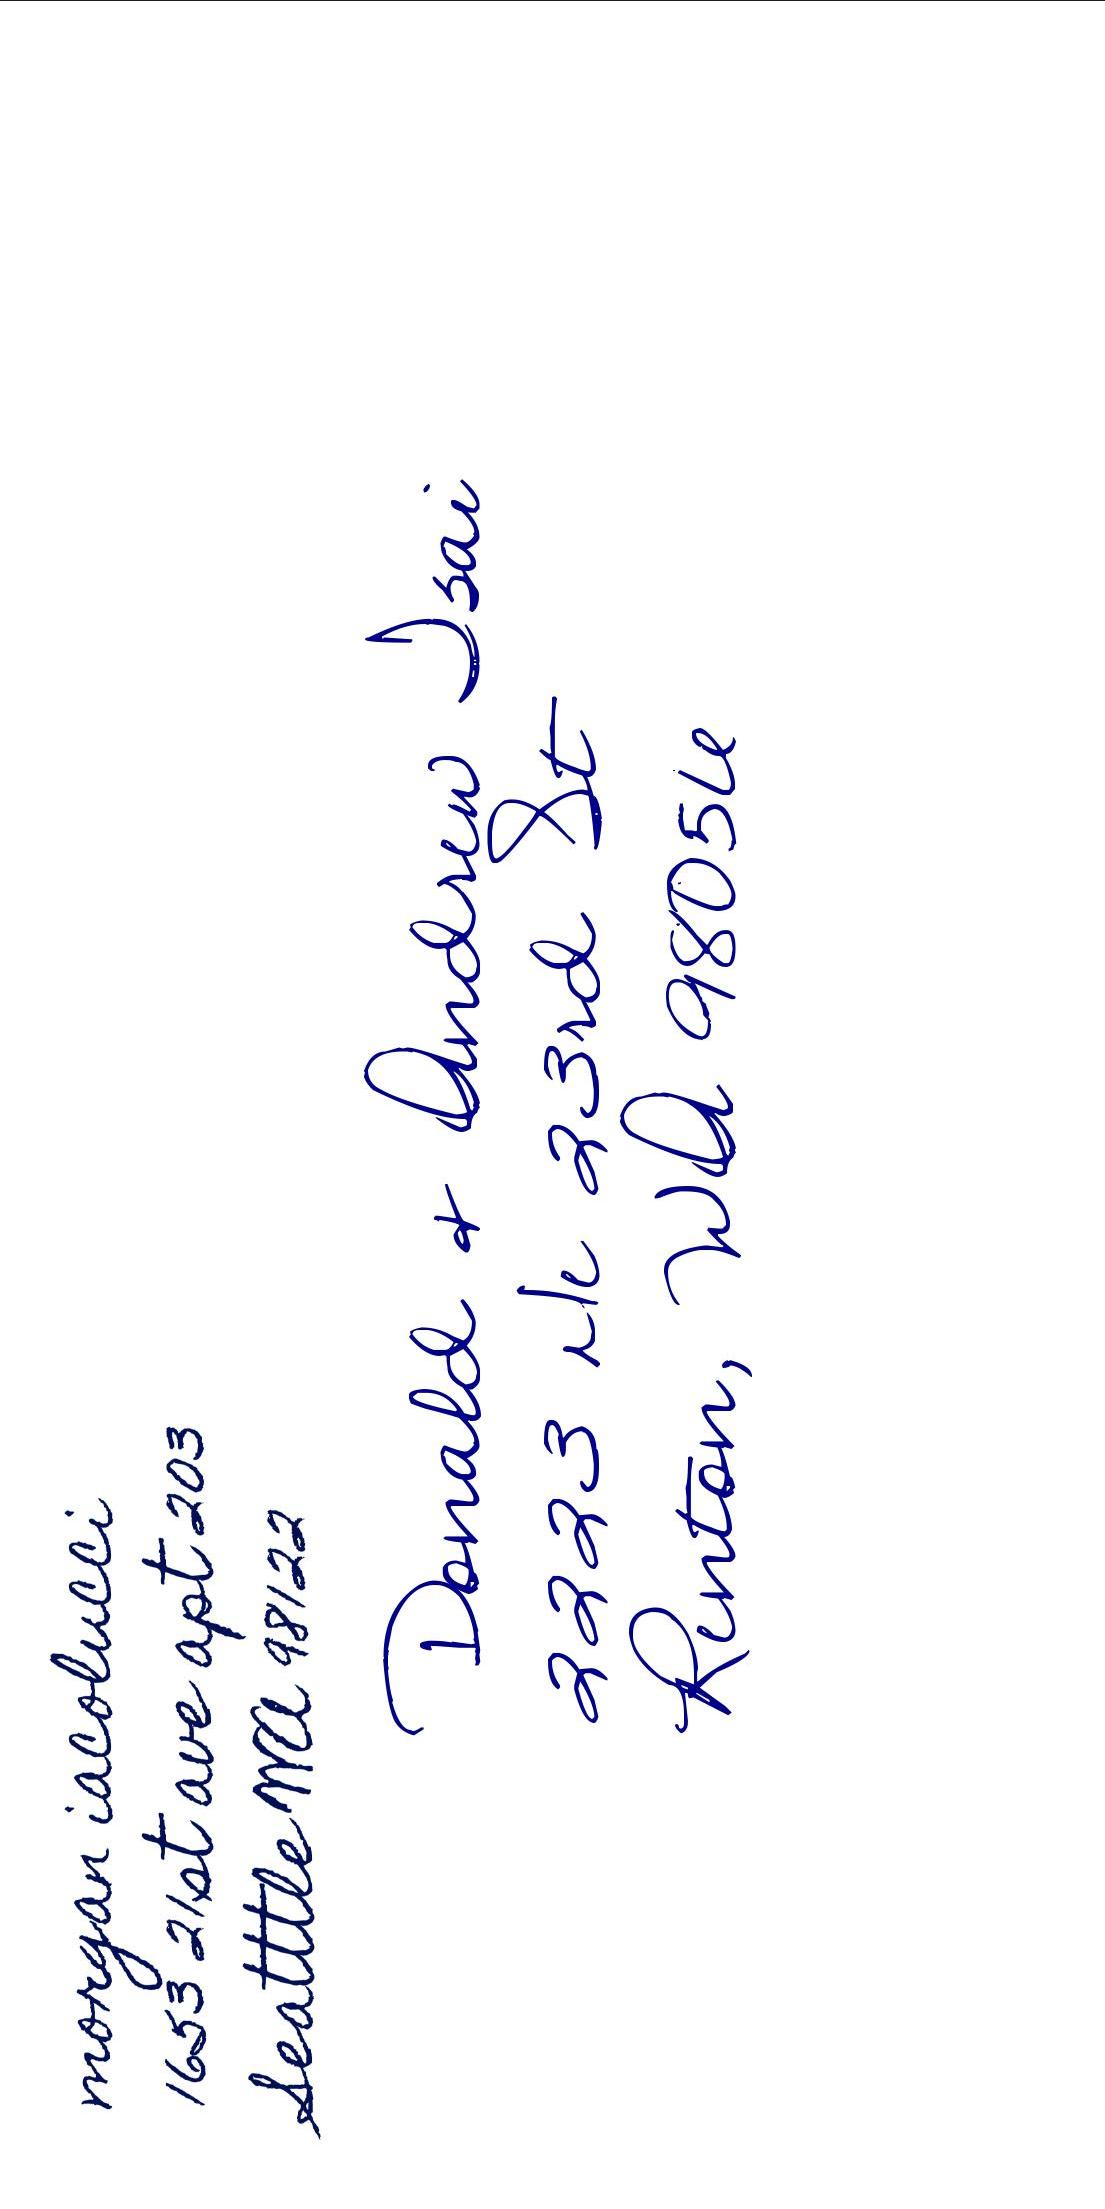 morgan iacolucci
1653 21st ave apt 203
Seatttle WA 98122
Donald & Andrew Isai
2223 NE 23rd St
Renton, WA 98056